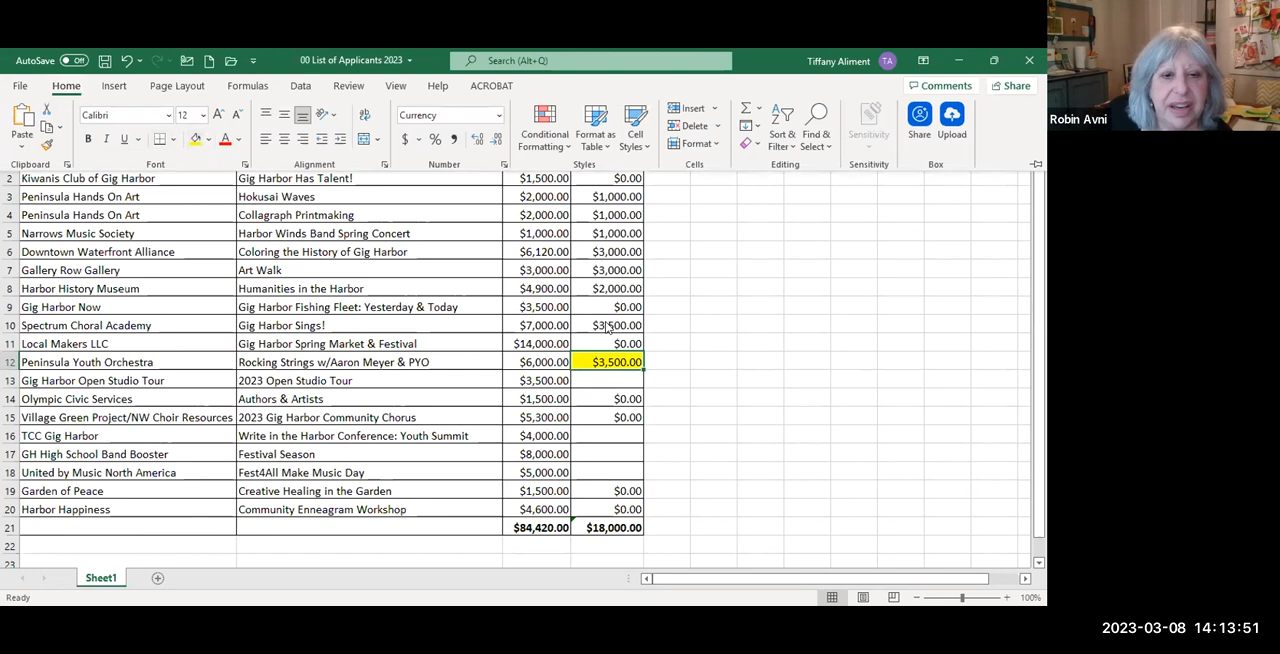 AutoSave Off 00 List of Applicants 2023 Search (Alt+Q) Tiffany Aliment TA
File Home Insert Page Layout Formulas Data Review View Help ACROBAT Comments Share
Paste Calibri 12 A A Currency Conditional Formatting Format as Table Cell Styles Insert Delete Format Sort & Filter Find & Select Sensitivity Share Upload
B I U A $ % 9
Clipboard Font Alignment Number Styles Cells Editing Sensitivity Box
2 Kiwanis Club of Gig Harbor Gig Harbor Has Talent! $1,500.00 $0.00
3 Peninsula Hands On Art Hokusai Waves $2,000.00 $1,000.00
4 Peninsula Hands On Art Collagraph Printmaking $2,000.00 $1,000.00
5 Narrows Music Society Harbor Winds Band Spring Concert $1,000.00 $1,000.00
6 Downtown Waterfront Alliance Coloring the History of Gig Harbor $6,120.00 $3,000.00
7 Gallery Row Gallery Art Walk $3,000.00 $3,000.00
8 Harbor History Museum Humanities in the Harbor $4,900.00 $2,000.00
9 Gig Harbor Now Gig Harbor Fishing Fleet: Yesterday & Today $3,500.00 $0.00
10 Spectrum Choral Academy Gig Harbor Sings! $7,000.00 $3,500.00
11 Local Makers LLC Gig Harbor Spring Market & Festival $14,000.00 $0.00
12 Peninsula Youth Orchestra Rocking Strings w/Aaron Meyer & PYO $6,000.00 $3,500.00
13 Gig Harbor Open Studio Tour 2023 Open Studio Tour $3,500.00
14 Olympic Civic Services Authors & Artists $1,500.00 $0.00
15 Village Green Project/NW Choir Resources 2023 Gig Harbor Community Chorus $5,300.00 $0.00
16 TCC Gig Harbor Write in the Harbor Conference: Youth Summit $4,000.00
17 GH High School Band Booster Festival Season $8,000.00
18 United by Music North America Fest4All Make Music Day $5,000.00
19 Garden of Peace Creative Healing in the Garden $1,500.00 $0.00
20 Harbor Happiness Community Enneagram Workshop $4,600.00 $0.00
21 $84,420.00 $18,000.00
22
23
Sheet1
Ready 100%
Robin Avni
2023-03-08 14:13:51